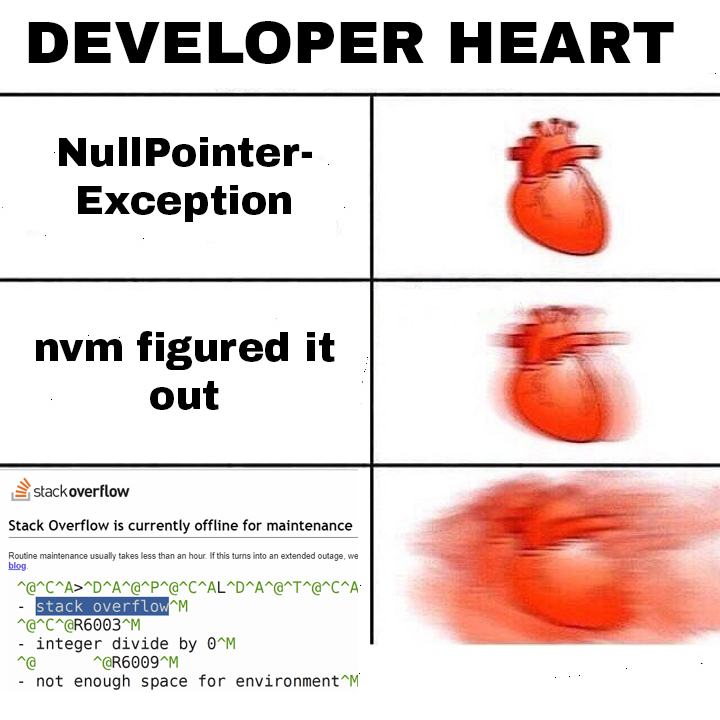 DEVELOPER HEART
NullPointer-
Exception
nvm figured it
out
stackoverflow
Stack Overflow is currently offline for maintenance
Routine maintenance usually takes less than an hour. If this turns into an extended outage, we
blog.
^@^C^A>^D^A^@^P^@^C^AL^D^A^@^T^@^C^A
- stack overflow^M
^@^C^@R6003^M
- integer divide by 0^M
^@ ^@R6009^M
- not enough space for environment^M